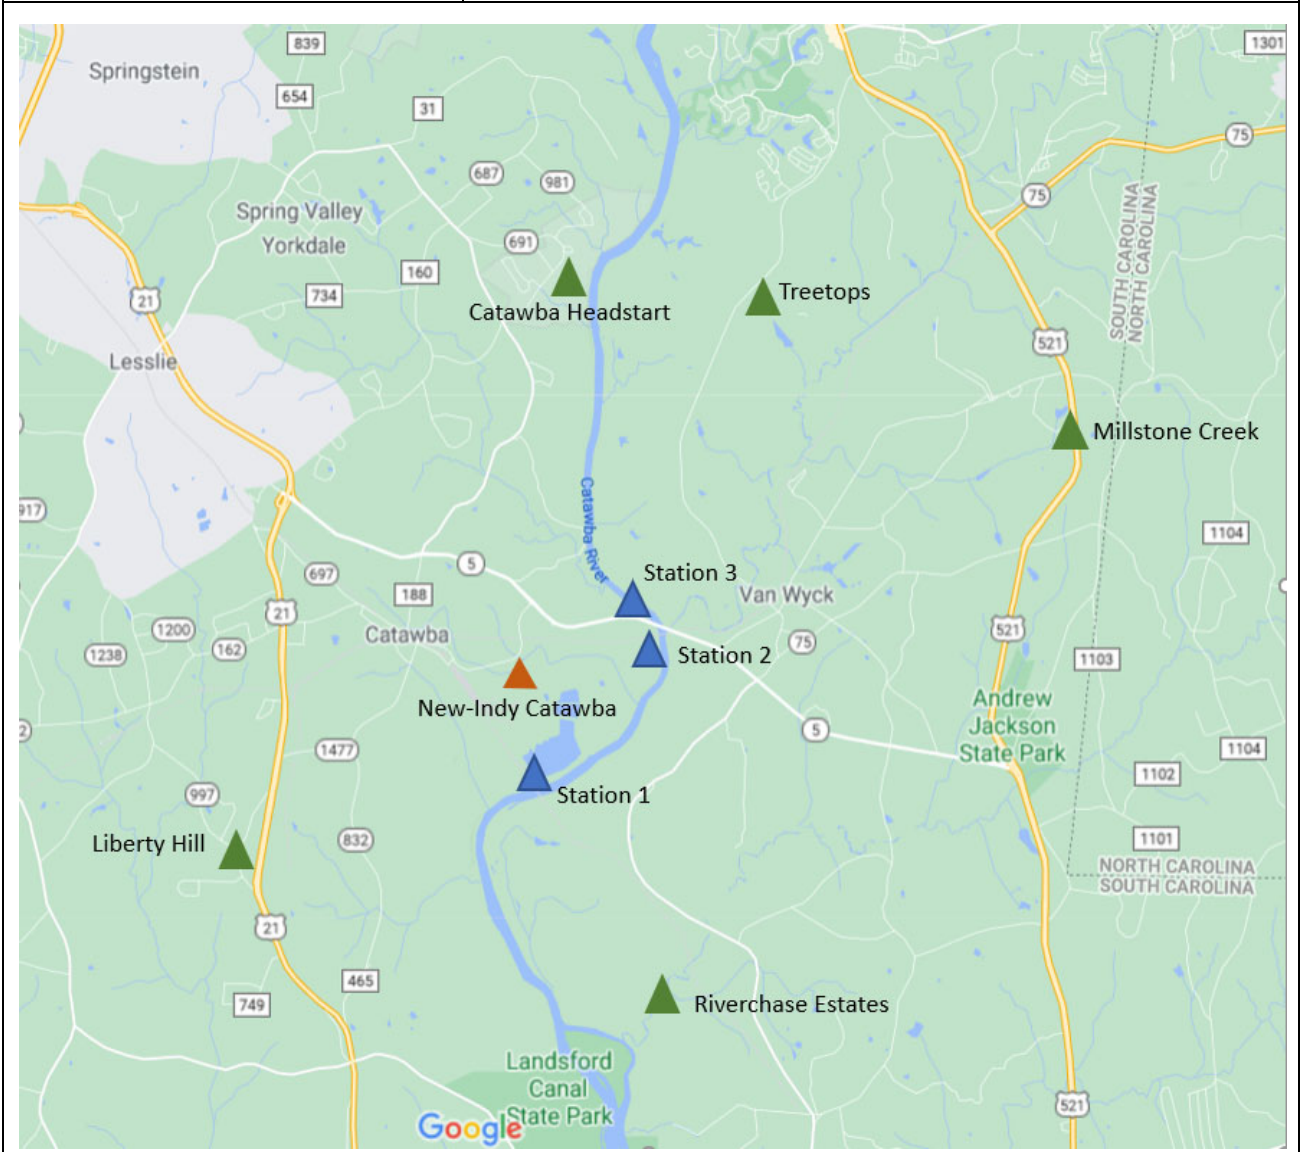 839
1301
Springstein
654
31
75
687
981
75
Spring Valley
Yorkdale
691
160
734
21
Catawba Headstart
Treetops
SOUTH CAROLINA
NORTH CAROLINA
521
Lesslie
Millstone Creek
917
Catawba River
1104
5
697
188
Station 3
Van Wyck
21
1200
162
1238
Catawba
75
521
1103
Station 2
New-Indy Catawba
Andrew
Jackson
State Park
2
5
1477
1104
1102
997
Station 1
Liberty Hill
832
1101
NORTH CAROLINA
SOUTH CAROLINA
21
465
749
Riverchase Estates
Landsford
Canal
State Park
Google
521